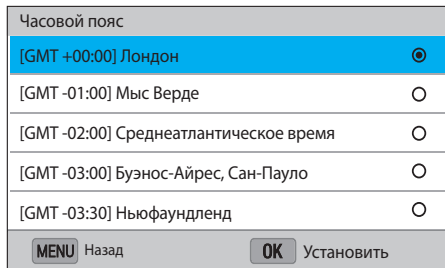 Часовой пояс
[GMT +00:00] Лондон
[GMT -01:00] Мыс Верде
[GMT -02:00] Среднеатлантическое время
[GMT -03:00] Буэнос-Айрес, Сан-Пауло
[GMT -03:30] Ньюфаундленд
MENU Назад OK Установить